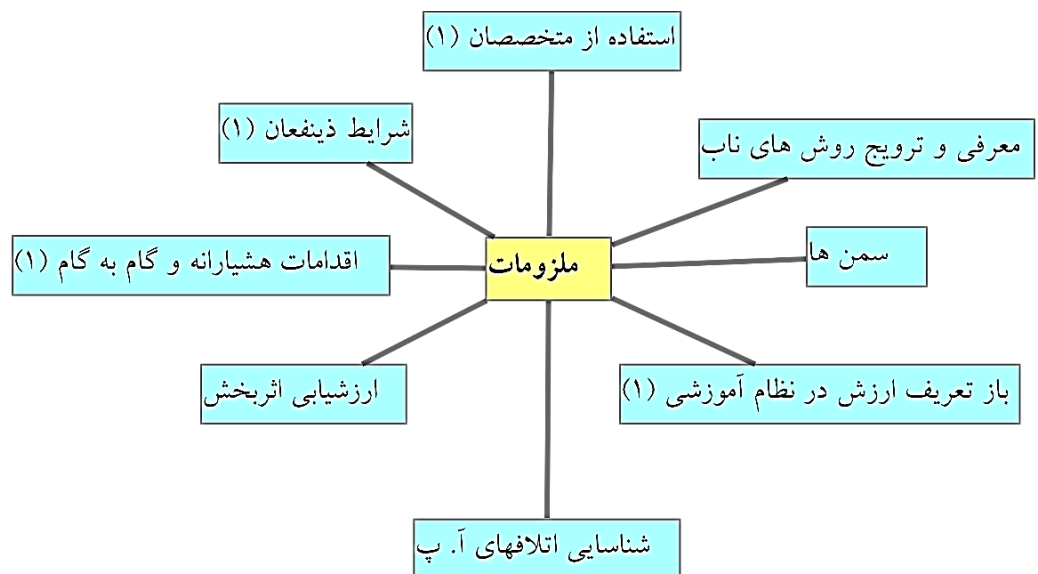 استفاده از متخصصان (۱)
شرایط ذینفعان (۱)
معرفی و ترویج روش های ناب
اقدامات هشیارانه و گام به گام (۱)
ملزومات
سمن ها
ارزشیابی اثربخش
باز تعریف ارزش در نظام آموزشی (۱)
شناسایی اتلافهای آ. پ